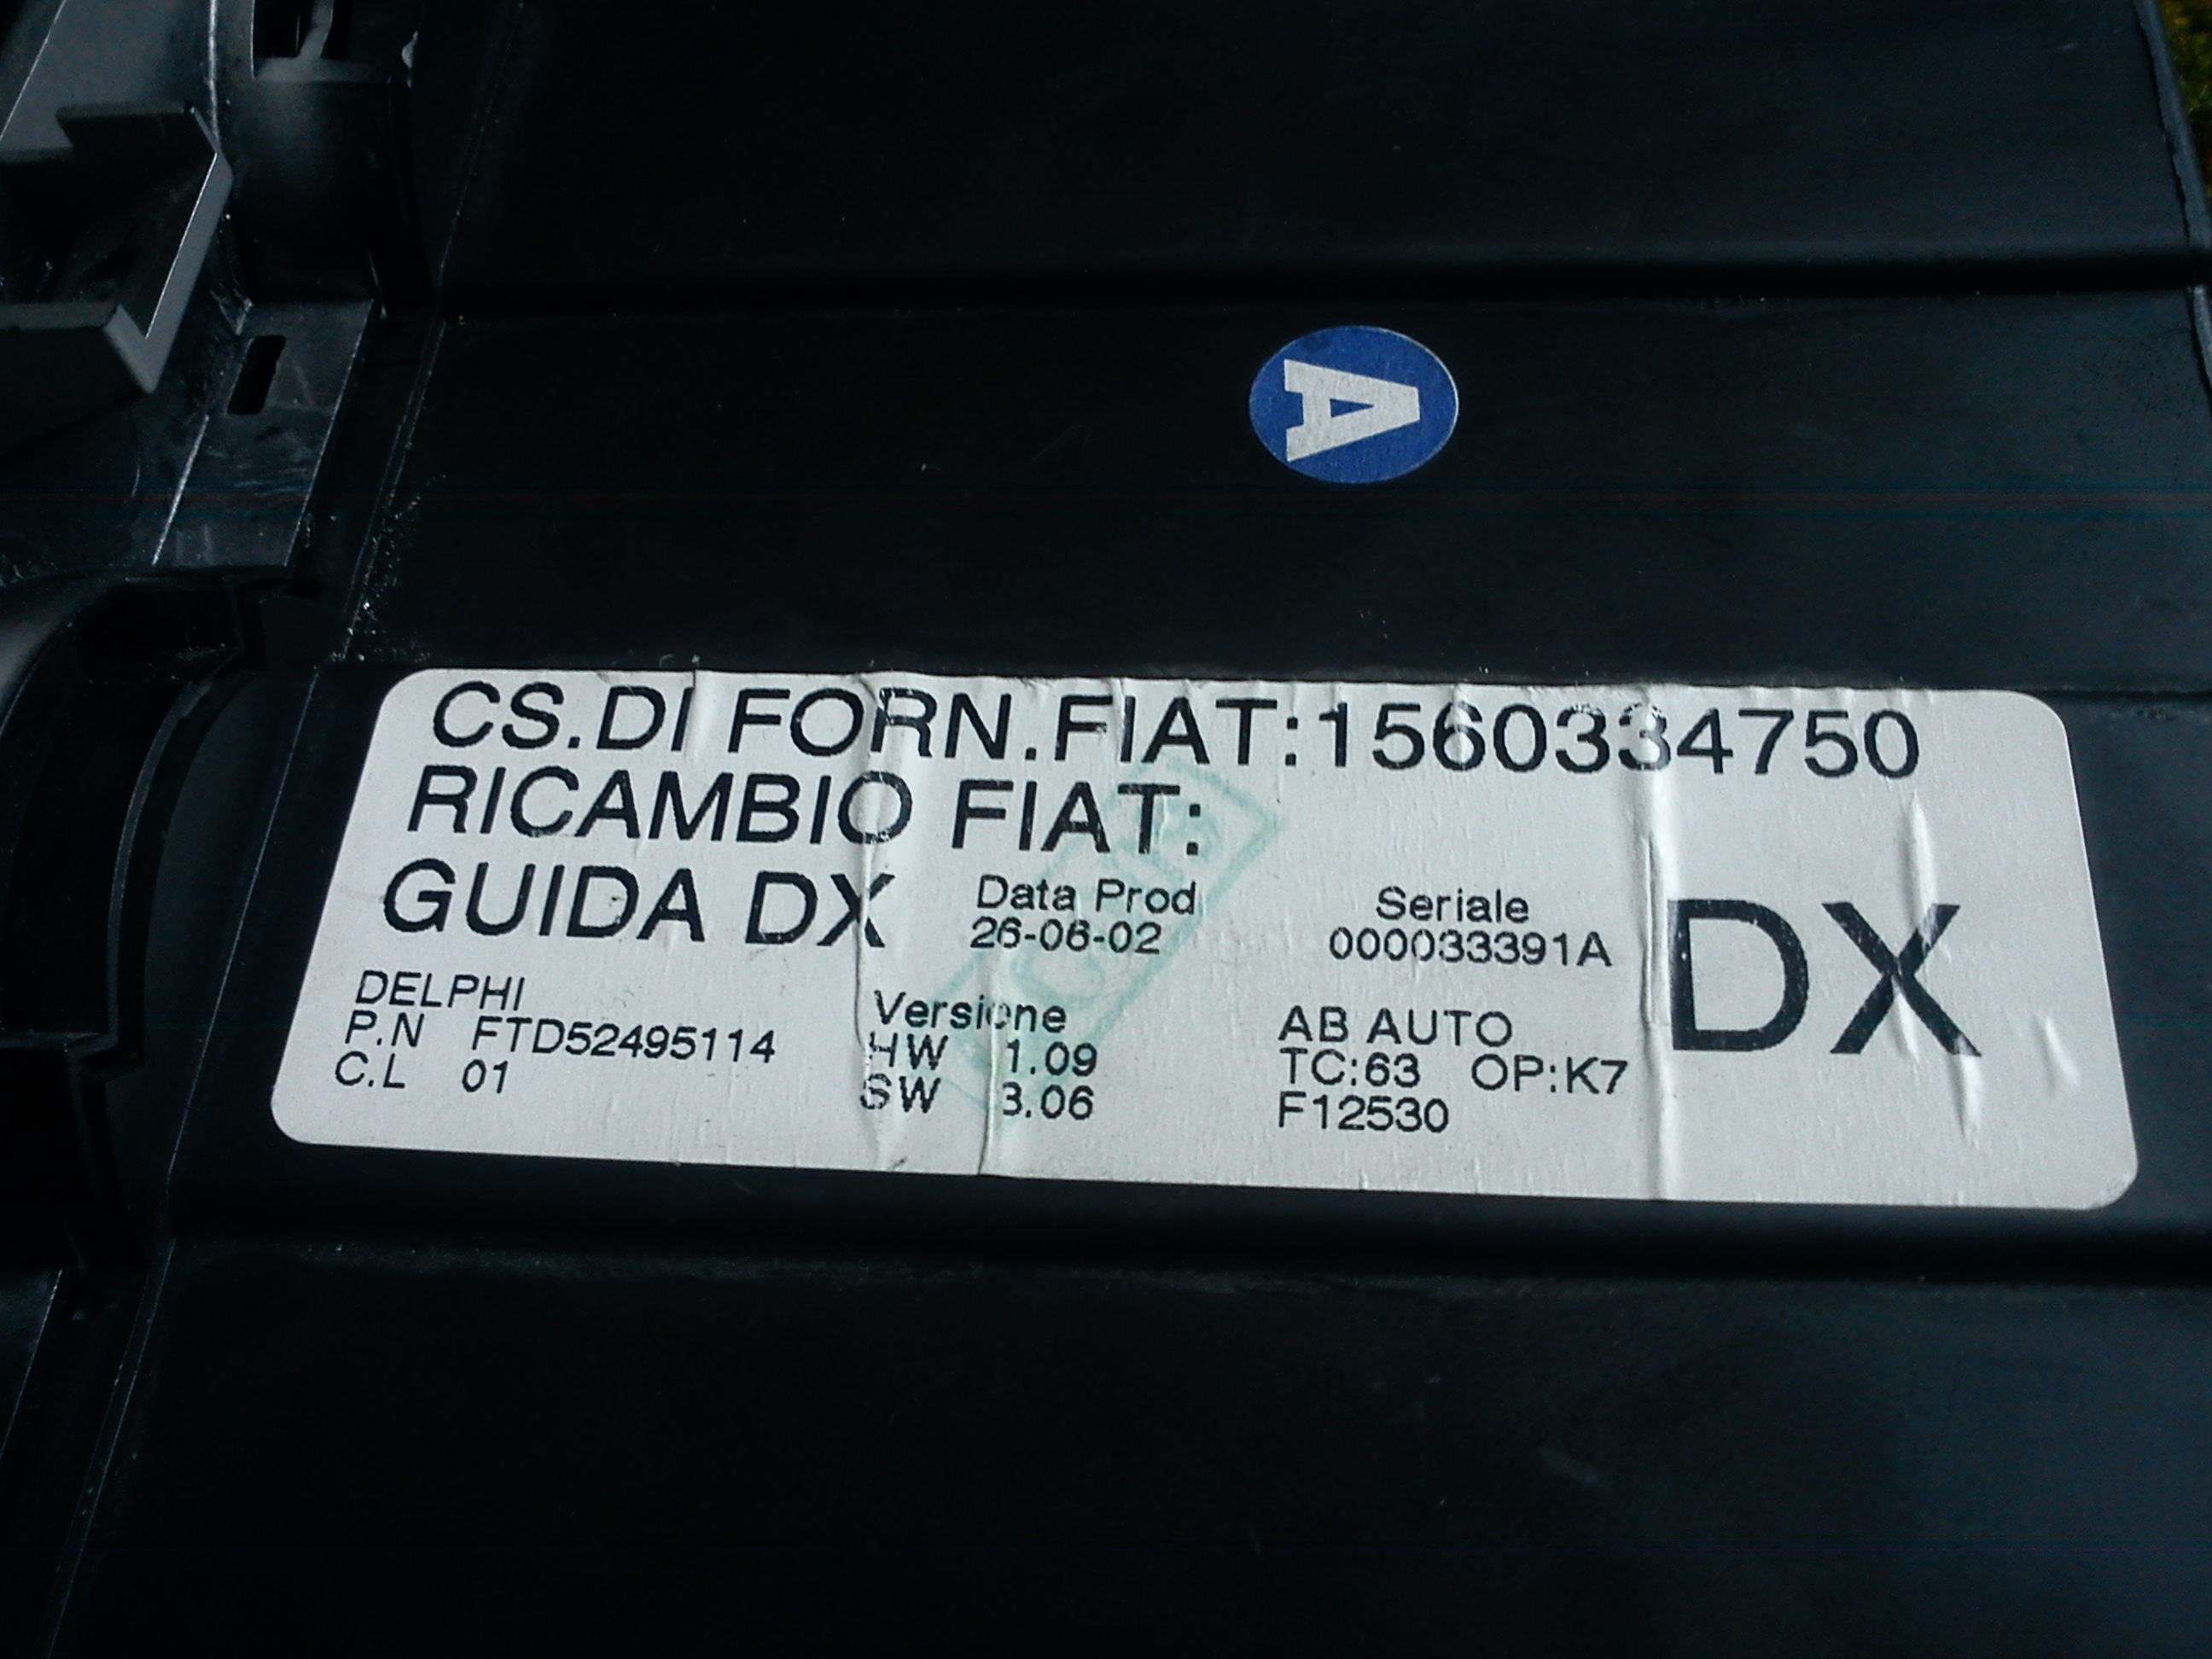 A
CS.DI FORN.FIAT:1560334750
RICAMBIO FIAT:
GUIDA DX
Data Prod
26-06-02
Seriale
000033391A
DX
DELPHI
P.N FTD52495114
C.L 01
Versione
HW 1.09
SW 3.06
AB AUTO
TC:63 OP:K7
F12530